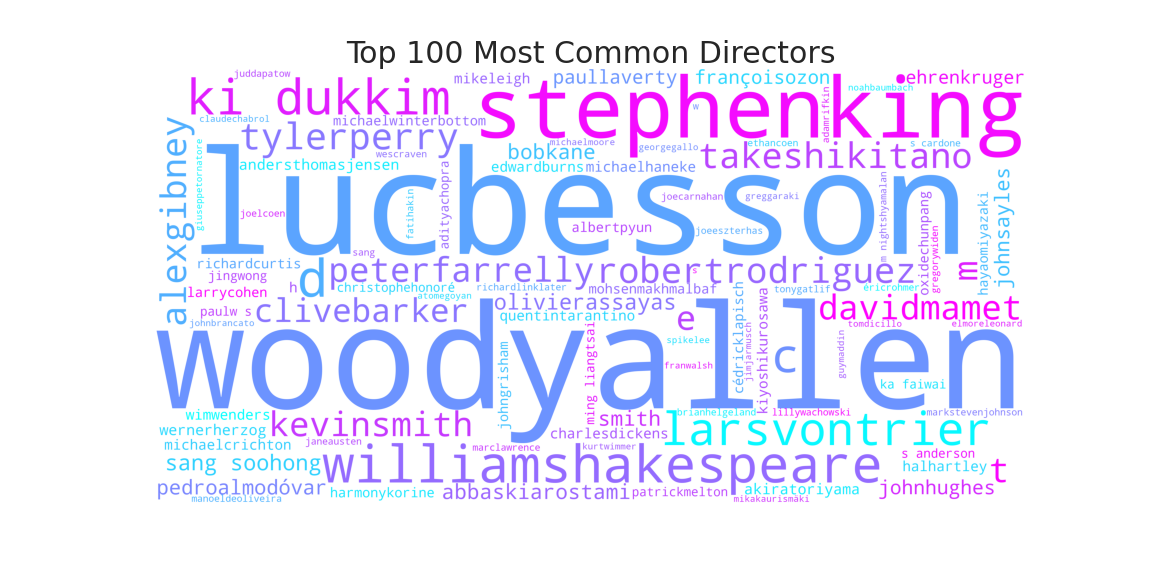 Top 100 Most Common Directors
juddapatow
mikeleigh
paullaverty
françoisozon
ehrenkruger
ki dukkim
stephenking
noahbaumbach
adamrifkin
w
claudechabrol
michaelwinterbottom
alexgibney
tylerperry
michaelmoore
georgegallo
ethancoen
s cardone
giuseppetornatore
wescraven
bobkane
takeshikitano
andersthomasjensen
edwardburns
michaelhaneke
lucbesson
adityachopra
m nightshyamalan
johnsayles
fatihakin
joecarnahan
greggaraki
oxidechunpang
hayaomiyazaki
joelcoen
albertpyun
joeeszterhas
gregorywiden
sang
richardcurtis
d
peterfarrelly
robertrodriguez
s
m
jingwong
h
christophehonoré
richardlinklater
mohsenmakhmalbaf
tonygatlif
ericrohmer
larrycohen
atomegoyan
olivierassayas
cédricklapisch
kiyoshikurosawa
davidmamet
paulw s
clivebarker
quentintarantino
e
johnbrancato
woodyallen
ming liangtsai
jimjarmusch
tomdicillo
elmoreleonard
spikelee
c
guymaddin
johngrisham
franwalsh
ka faiwai
wimwenders
kevinsmith
smith
brianhelgeland
lillywachowski
markstevenjohnson
wernerherzog
charlesdickens
larsvontrier
michaelcrichton
janeausten
marclawrence
kurtwimmer
s anderson
sang soohong
williamshakespeare
halhartley
t
pedroalmodóvar
harmonykorine
abbaskiarostami
patrickmelton
akiratoriyama
johnhughes
manoeldeoliveira
mikakaurismäki